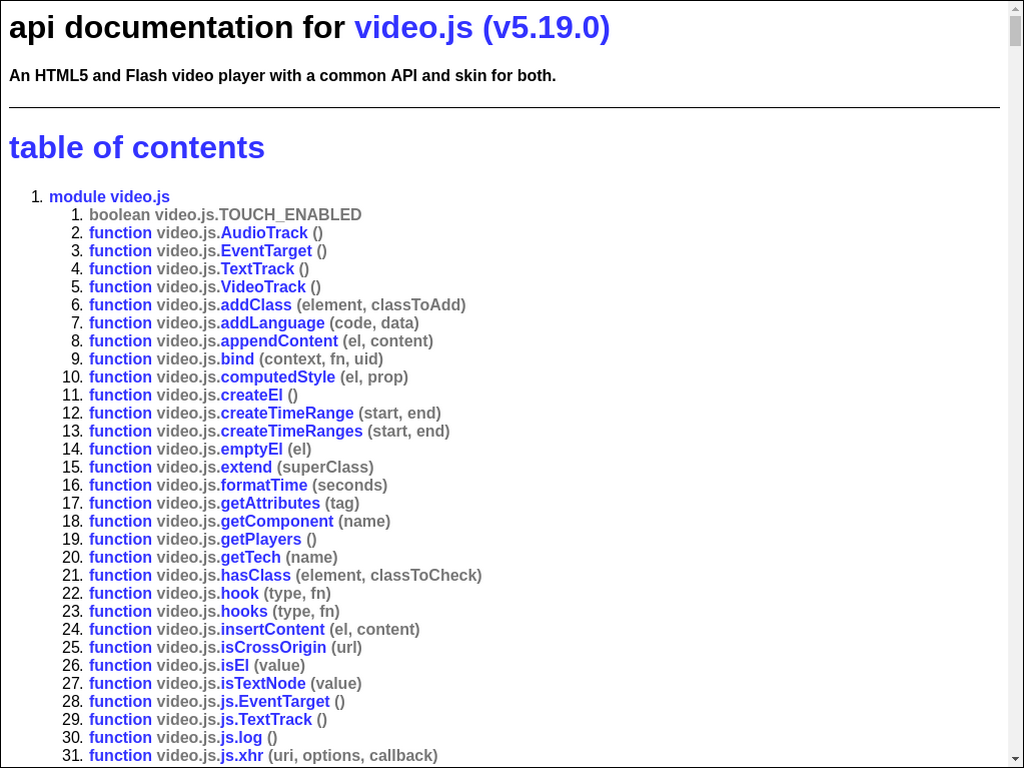 api documentation for video.js (v5.19.0)
An HTML5 and Flash video player with a common API and skin for both.
table of contents
1. module video.js
1. boolean video.js.TOUCH_ENABLED
2. function video.js.AudioTrack ()
3. function video.js.EventTarget ()
4. function video.js.TextTrack ()
5. function video.js.VideoTrack ()
6. function video.js.addClass (element, classToAdd)
7. function video.js.addLanguage (code, data)
8. function video.js.appendContent (el, content)
9. function video.js.bind (context, fn, uid)
10. function video.js.computedStyle (el, prop)
11. function video.js.createEl ()
12. function video.js.createTimeRange (start, end)
13. function video.js.createTimeRanges (start, end)
14. function video.js.emptyEl (el)
15. function video.js.extend (superClass)
16. function video.js.formatTime (seconds)
17. function video.js.getAttributes (tag)
18. function video.js.getComponent (name)
19. function video.js.getPlayers ()
20. function video.js.getTech (name)
21. function video.js.hasClass (element, classToCheck)
22. function video.js.hook (type, fn)
23. function video.js.hooks (type, fn)
24. function video.js.insertContent (el, content)
25. function video.js.isCrossOrigin (url)
26. function video.js.isEl (value)
27. function video.js.isTextNode (value)
28. function video.js.js.EventTarget ()
29. function video.js.js.TextTrack ()
30. function video.js.js.log ()
31. function video.js.js.xhr (uri, options, callback)